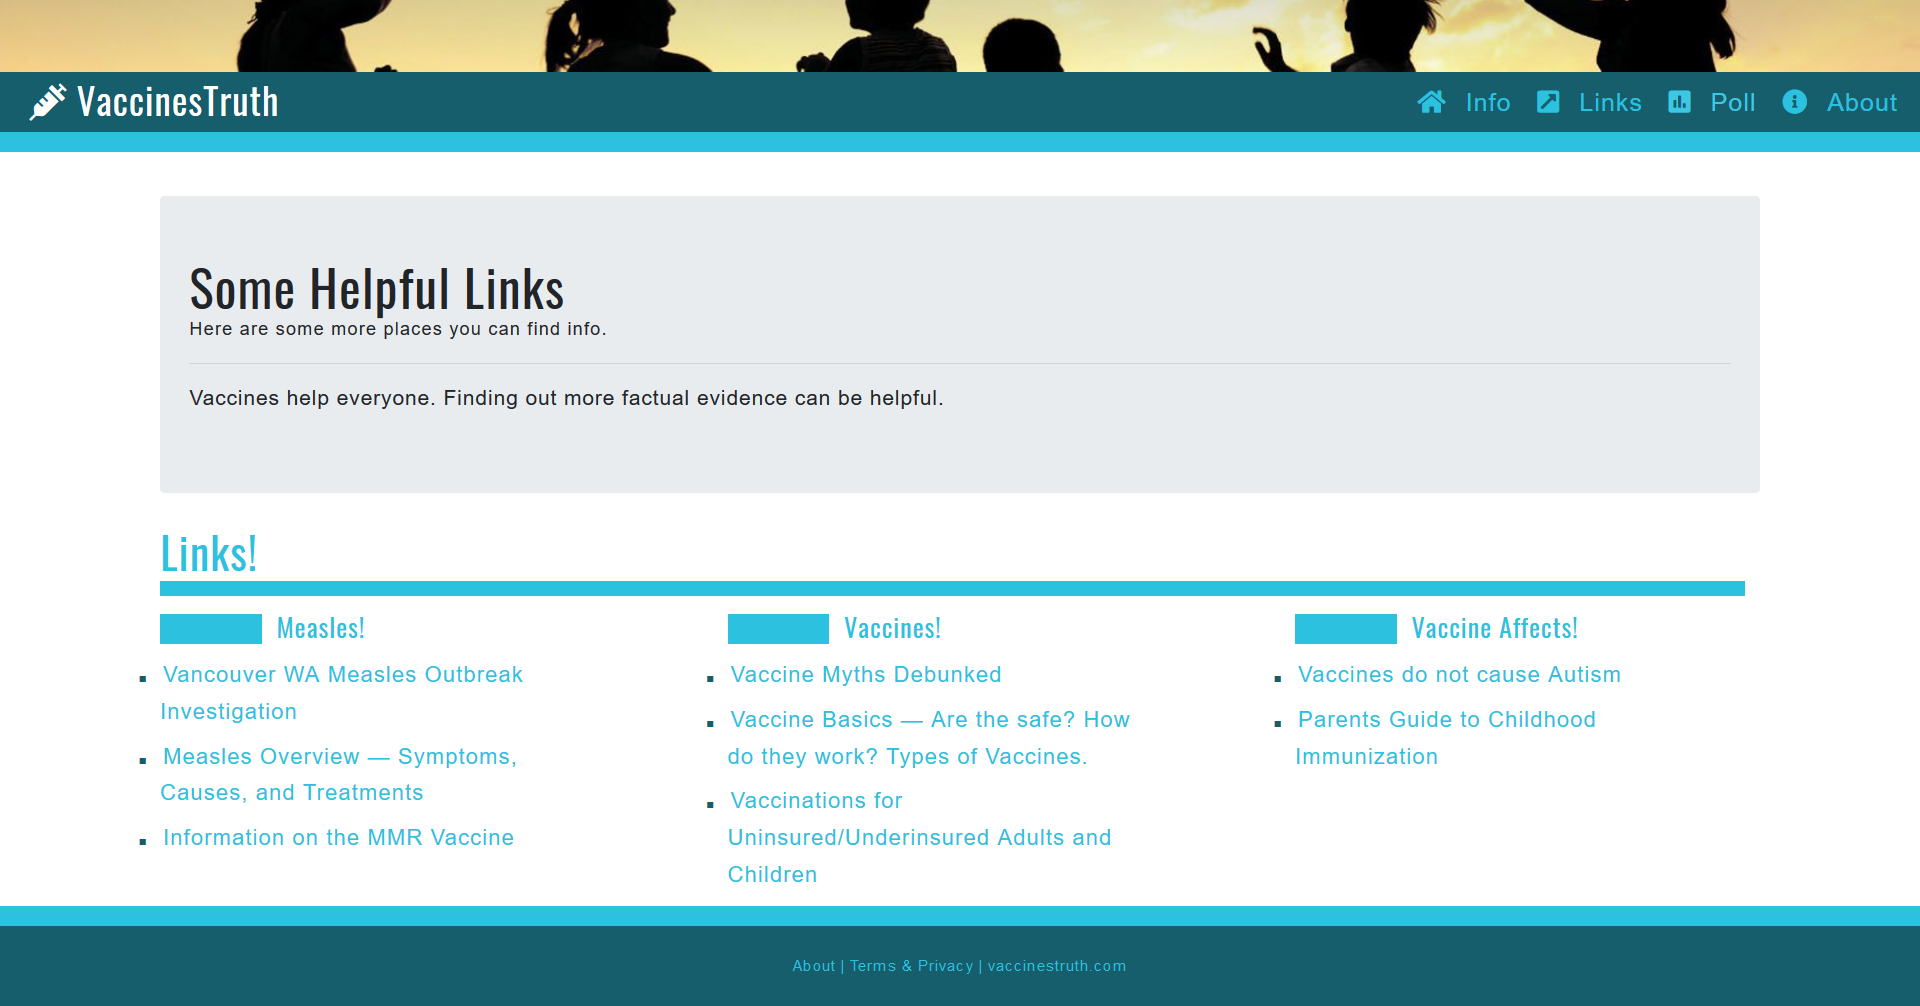 VaccinesTruth
Info
Links
Poll
About
Some Helpful Links
Here are some more places you can find info.
Vaccines help everyone. Finding out more factual evidence can be helpful.
Links!
Measles!
Vancouver WA Measles Outbreak
Investigation
Measles Overview — Symptoms,
Causes, and Treatments
Information on the MMR Vaccine
Vaccines!
Vaccine Myths Debunked
Vaccine Basics — Are the safe? How
do they work? Types of Vaccines.
Vaccinations for
Uninsured/Underinsured Adults and
Children
Vaccine Affects!
Vaccines do not cause Autism
Parents Guide to Childhood
Immunization
About | Terms & Privacy | vaccinestruth.com